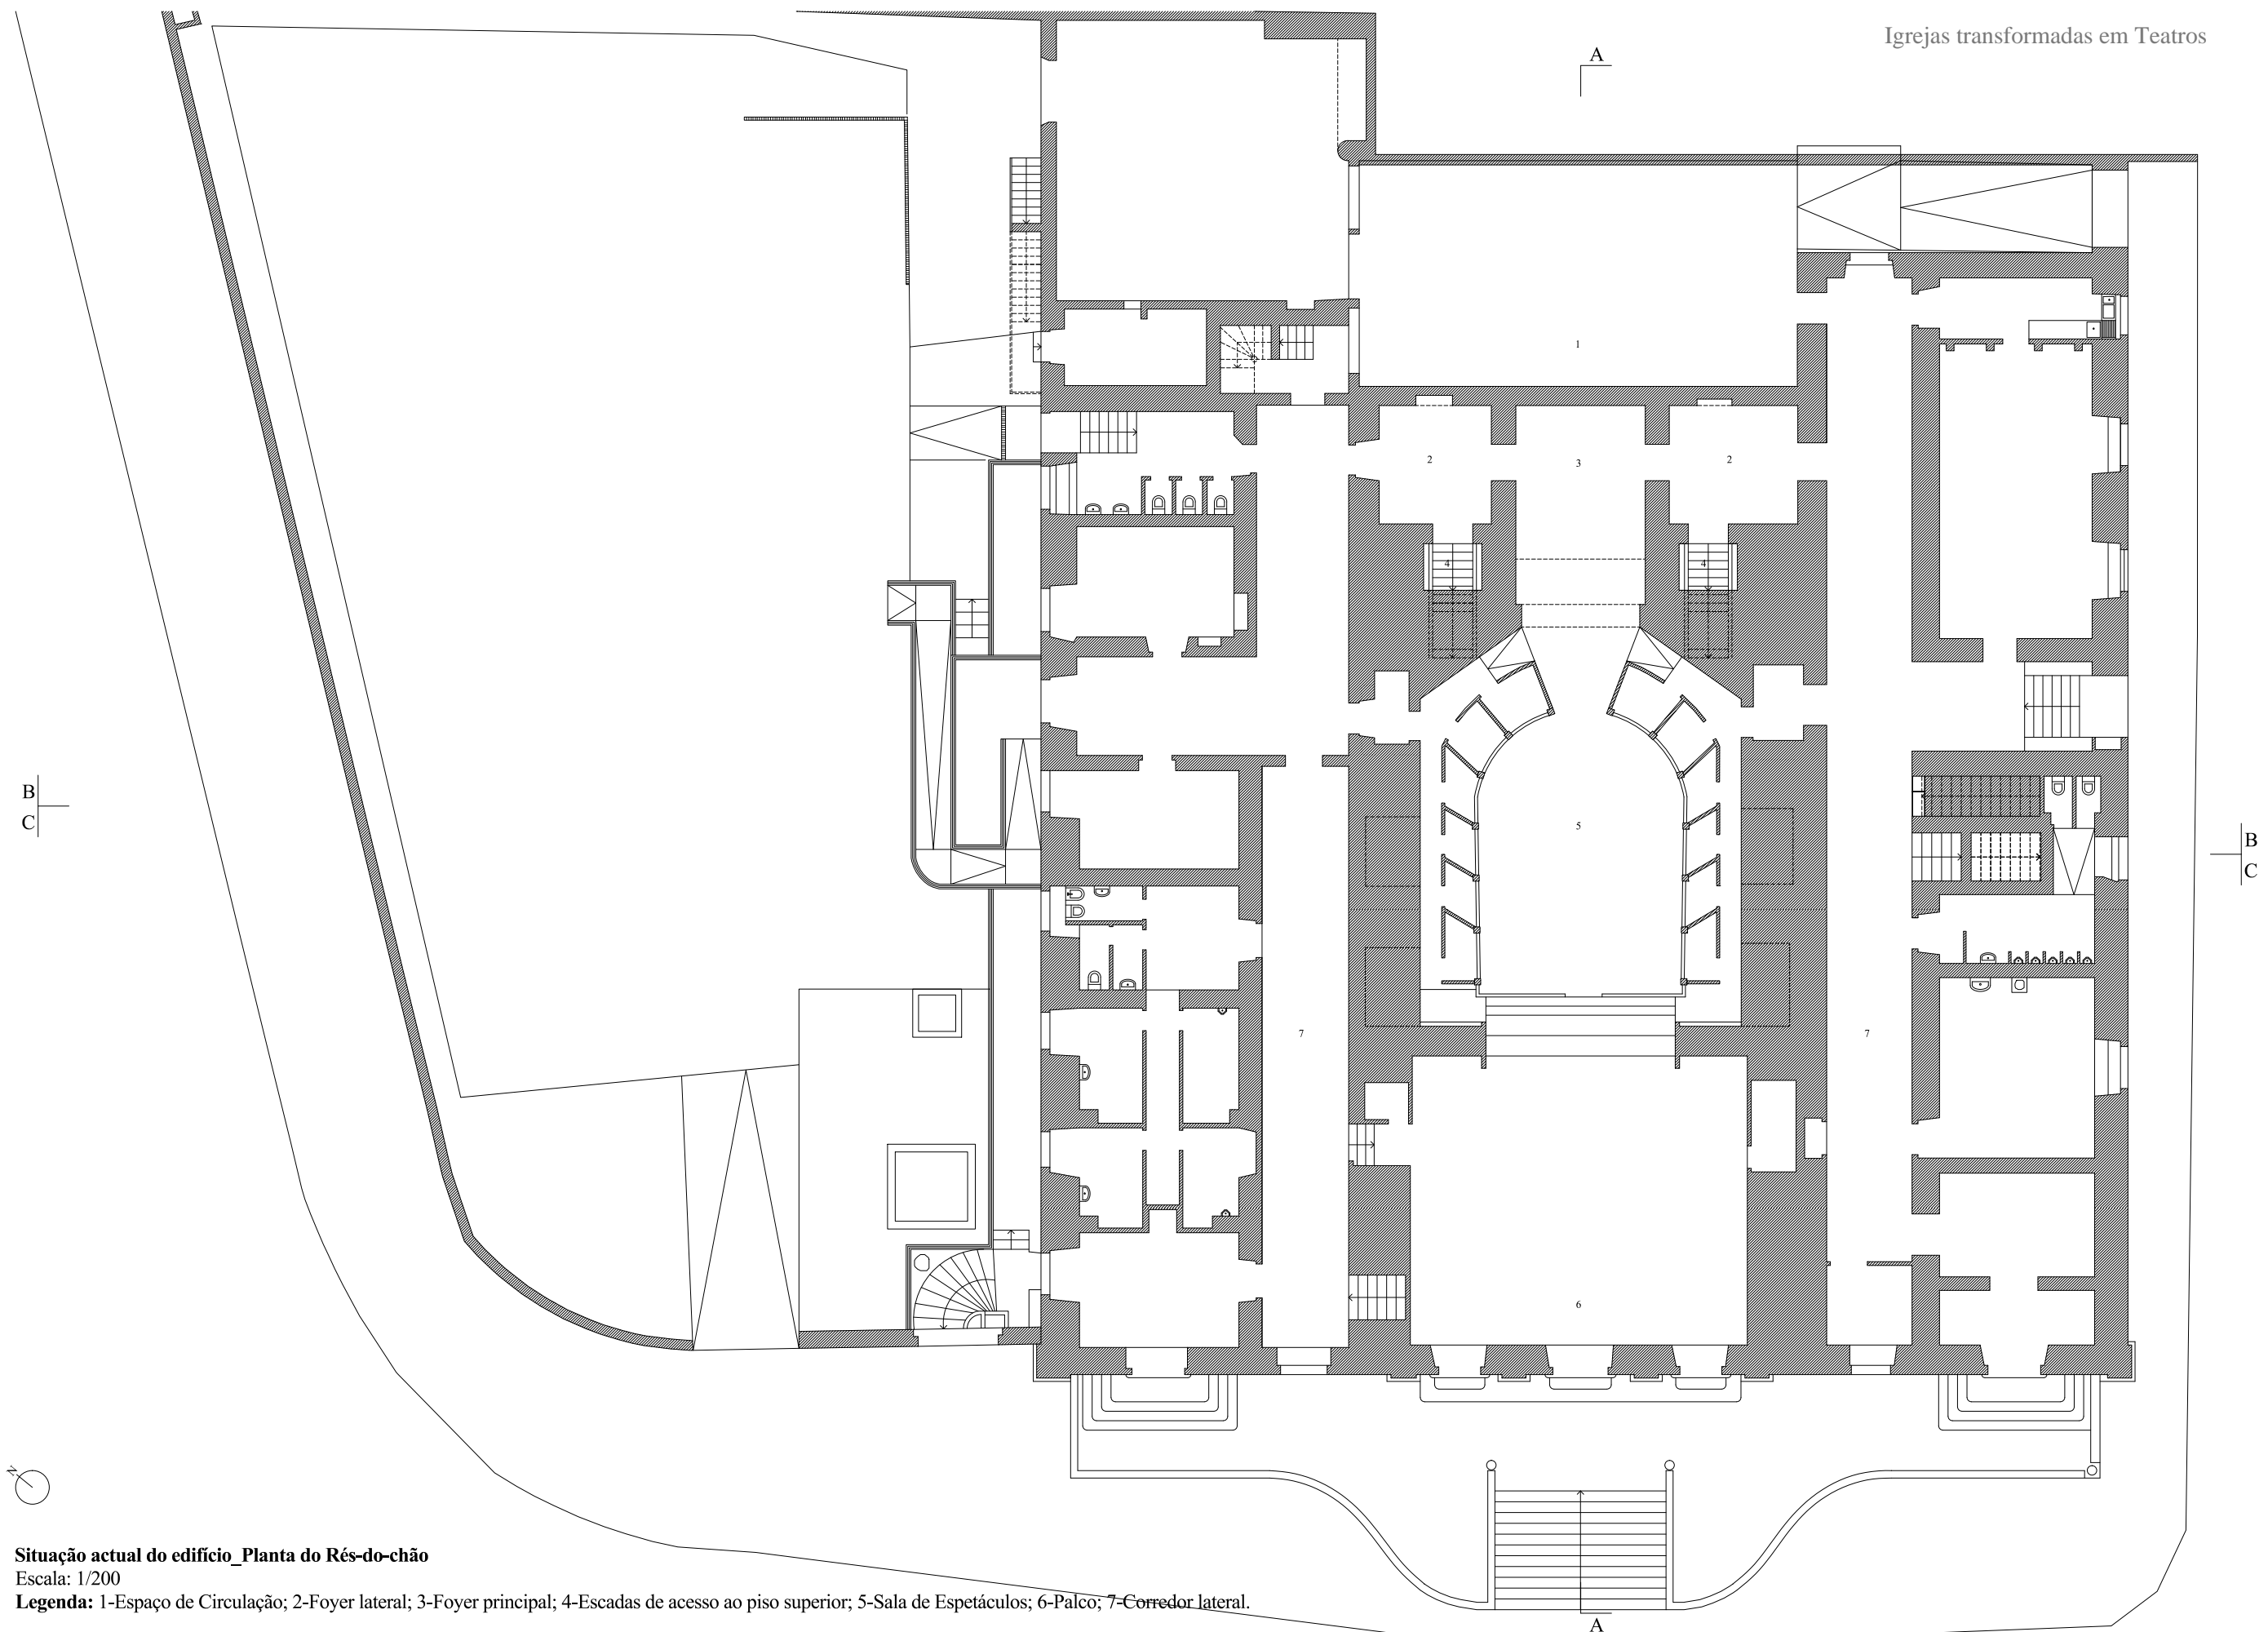 Igrejas transformadas em Teatros
A
1
2
3
2
4
4
B
C
5
B
C
7
7
6
N
Situação actual do edifício_Planta do Rés-do-chão
Escala: 1/200
Legenda: 1-Espaço de Circulação; 2-Foyer lateral; 3-Foyer principal; 4-Escadas de acesso ao piso superior; 5-Sala de Espetáculos; 6-Palco; 7-Corredor lateral.
A